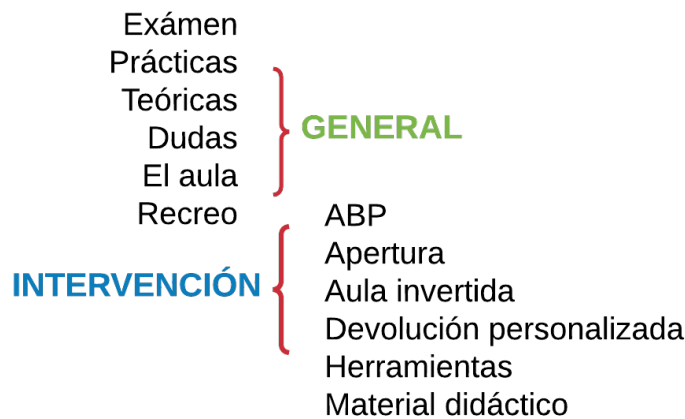 Exámen
Prácticas
Teóricas
Dudas
El aula
Recreo
GENERAL
INTERVENCIÓN
ABP
Apertura
Aula invertida
Devolución personalizada
Herramientas
Material didáctico